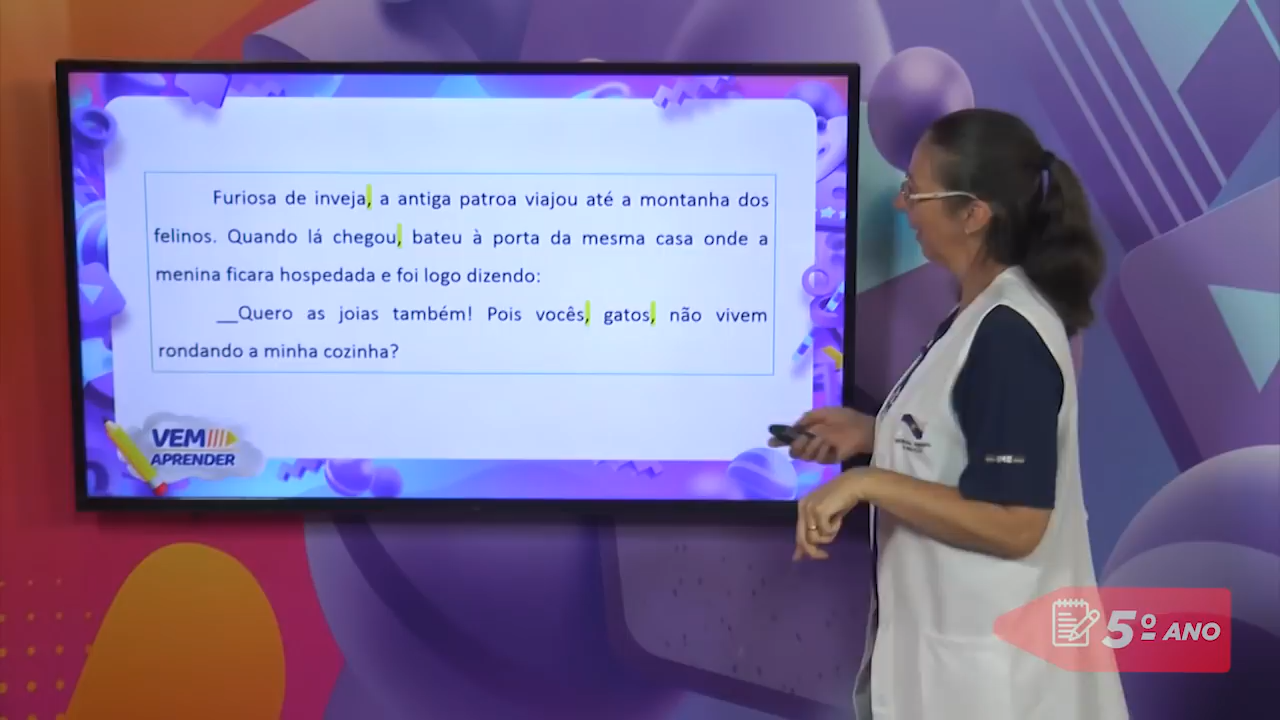 Furiosa de inveja, a antiga patroa viajou até a montanha dos
felinos. Quando lá chegou, bateu à porta da mesma casa onde a
menina ficara hospedada e foi logo dizendo:
__Quero as joias também! Pois vocês, gatos, não vivem
rondando a minha cozinha?
VEM
APRENDER
5º ANO